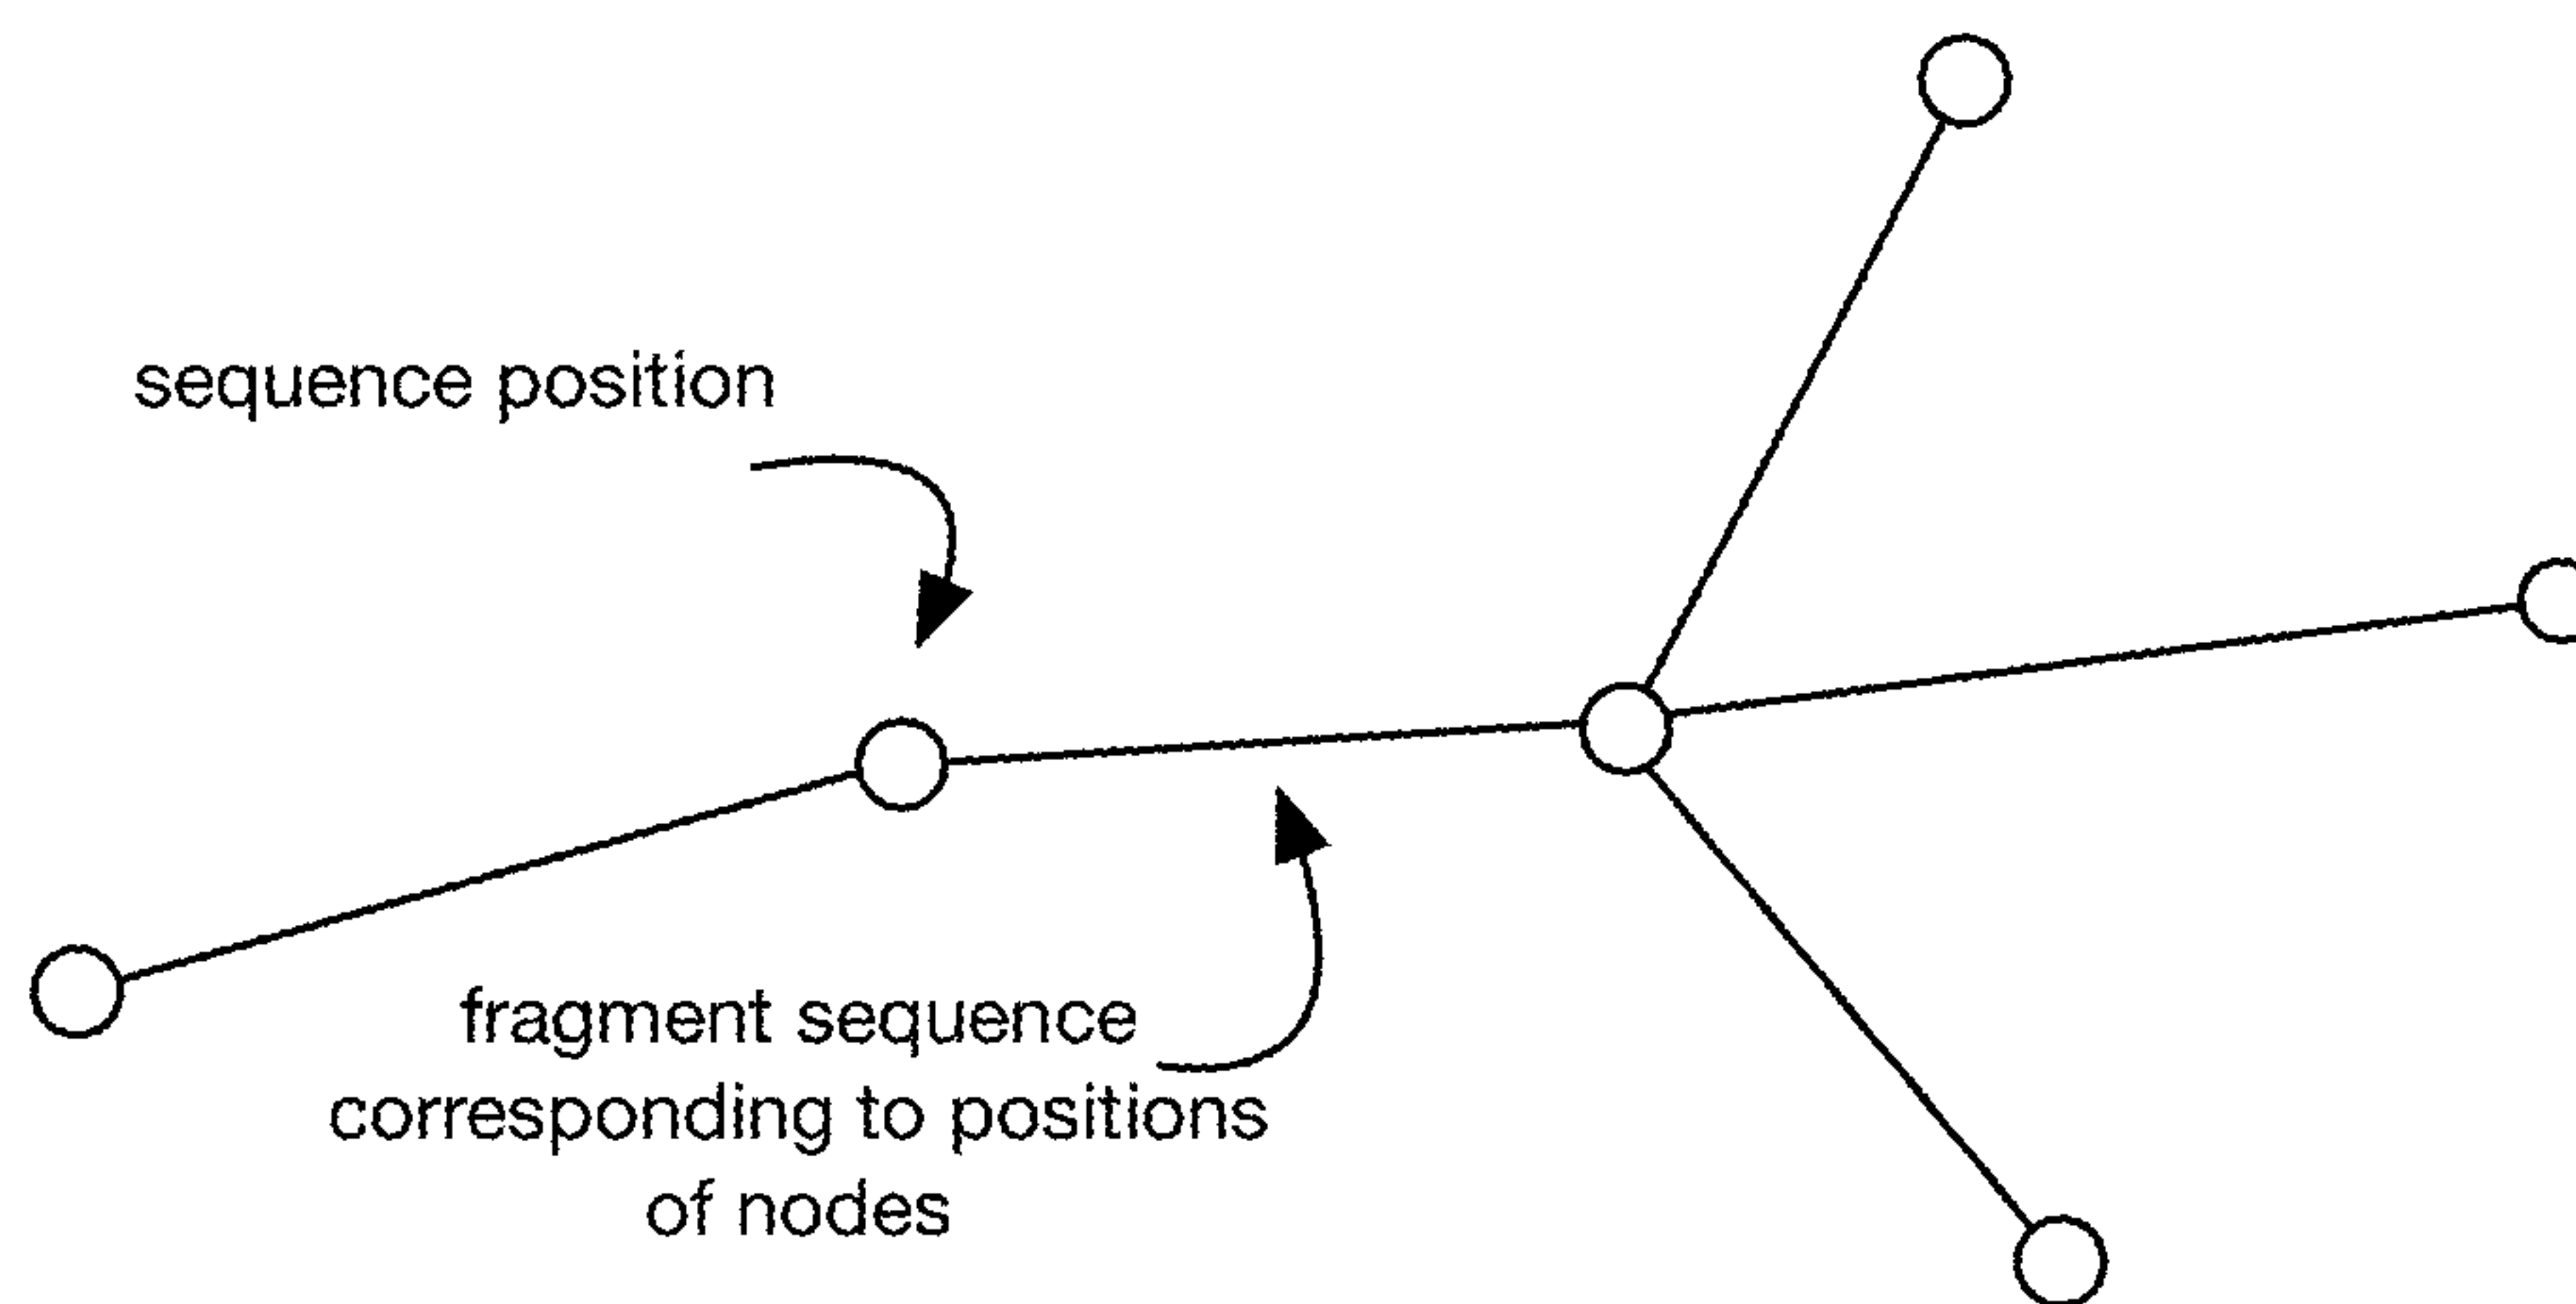 sequence position
fragment sequence
corresponding to positions
of nodes